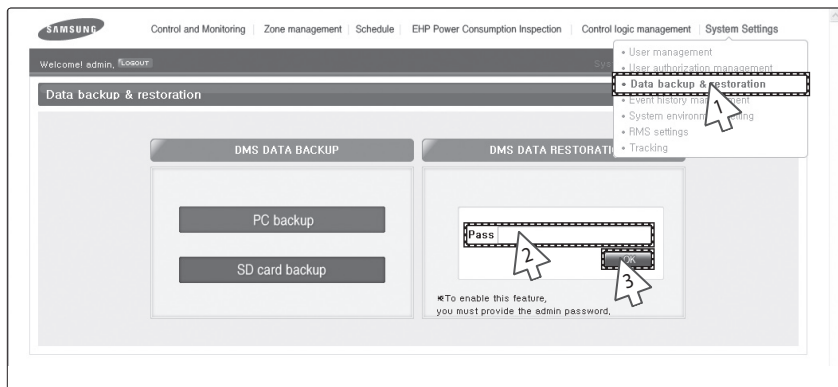 SAMSUNG
Control and Monitoring | Zone management | Schedule | EHP Power Consumption Inspection | Control logic management | System Settings
Welcome! admin, LOGOUT
• User management
• User authorization management
• Data backup & restoration
• Event history management
• System environment setting
• RMS settings
• Tracking
Data backup & restoration
DMS DATA BACKUP
DMS DATA RESTORATI
PC backup
SD card backup
Pass
OK
※To enable this feature,
you must provide the admin password.
1
2
3